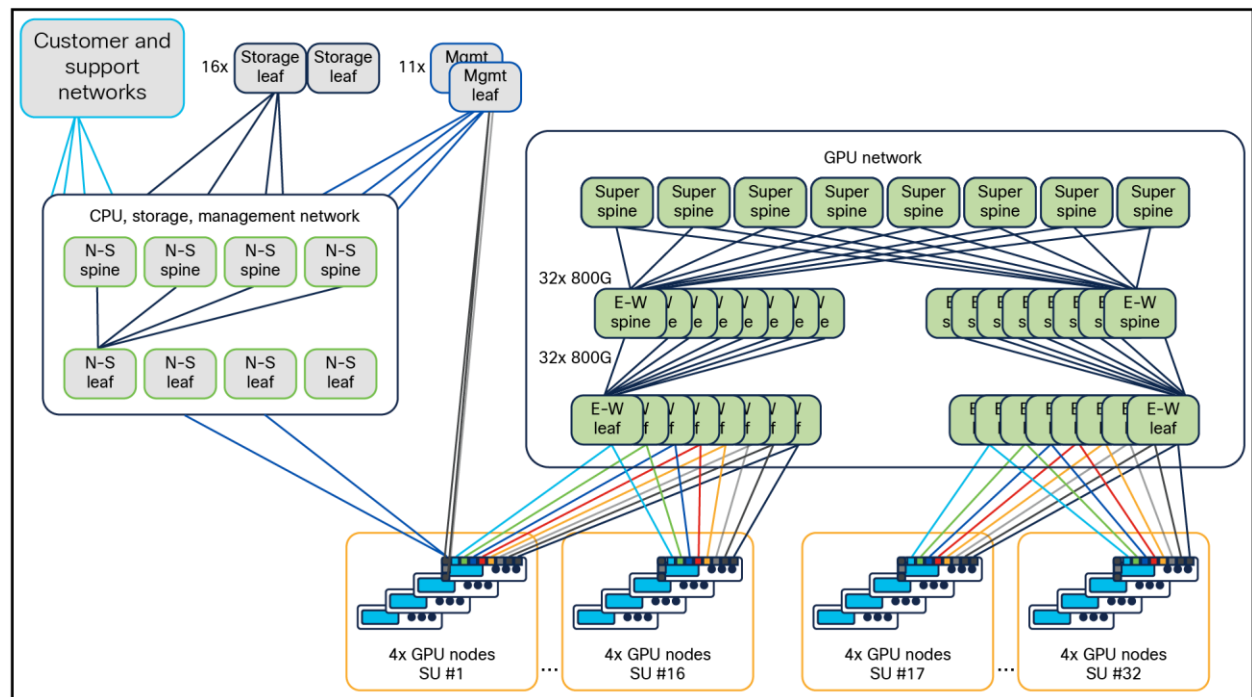 Customer and
support
networks
16x
Storage
leaf
Storage
leaf
11x
Mgmt
Mgmt
leaf
GPU network
Super
spine
Super
spine
Super
spine
Super
spine
Super
spine
Super
spine
Super
spine
Super
spine
CPU, storage, management network
N-S
spine
N-S
spine
N-S
spine
N-S
spine
32x 800G
E-W
spine
E-W
spine
32x 800G
N-S
leaf
N-S
leaf
N-S
leaf
N-S
leaf
E-W
leaf
E-W
leaf
4x GPU nodes
SU #1
...
4x GPU nodes
SU #16
4x GPU nodes
SU #17
...
4x GPU nodes
SU #32